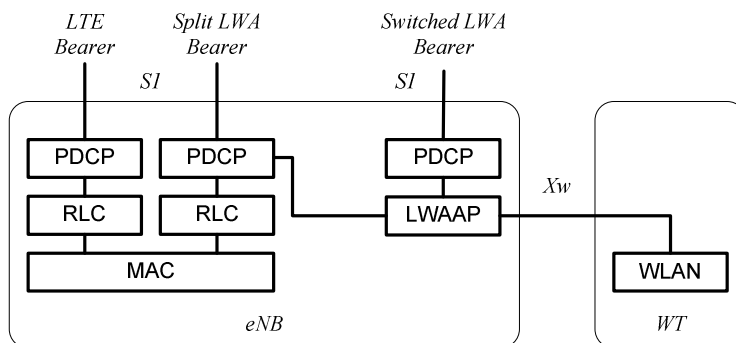 LTE
Bearer
Split LWA
Bearer
Switched LWA
Bearer
S1
S1
PDCP
PDCP
PDCP
Xw
RLC
RLC
LWAAP
MAC
WLAN
eNB
WT